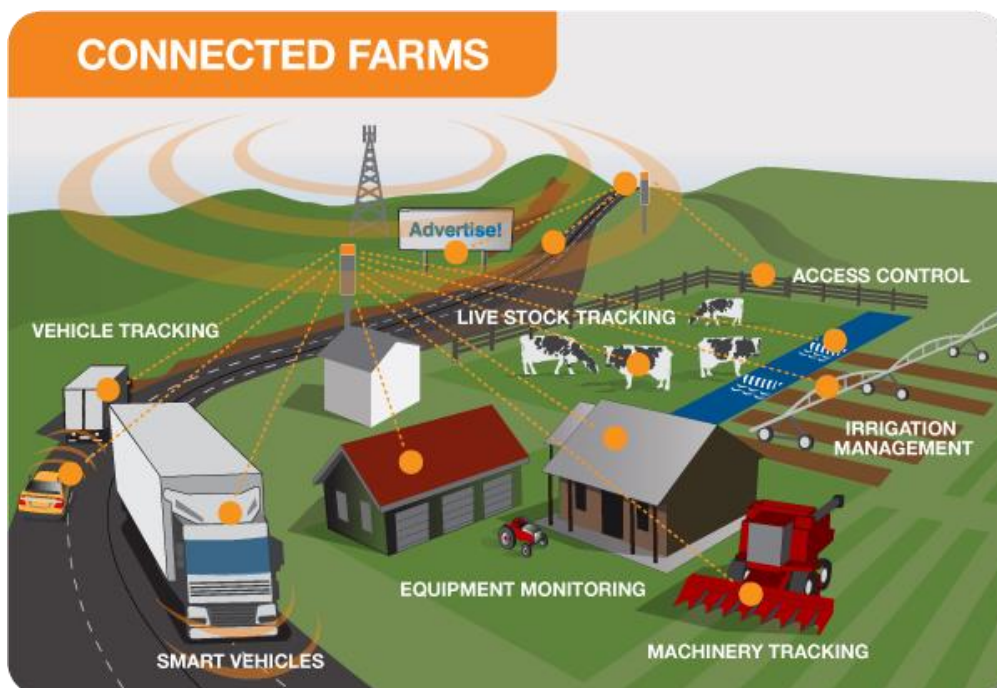 CONNECTED FARMS
Advertise!
ACCESS CONTROL
VEHICLE TRACKING
LIVE STOCK TRACKING
IRRIGATION
MANAGEMENT
EQUIPMENT MONITORING
SMART VEHICLES
MACHINERY TRACKING